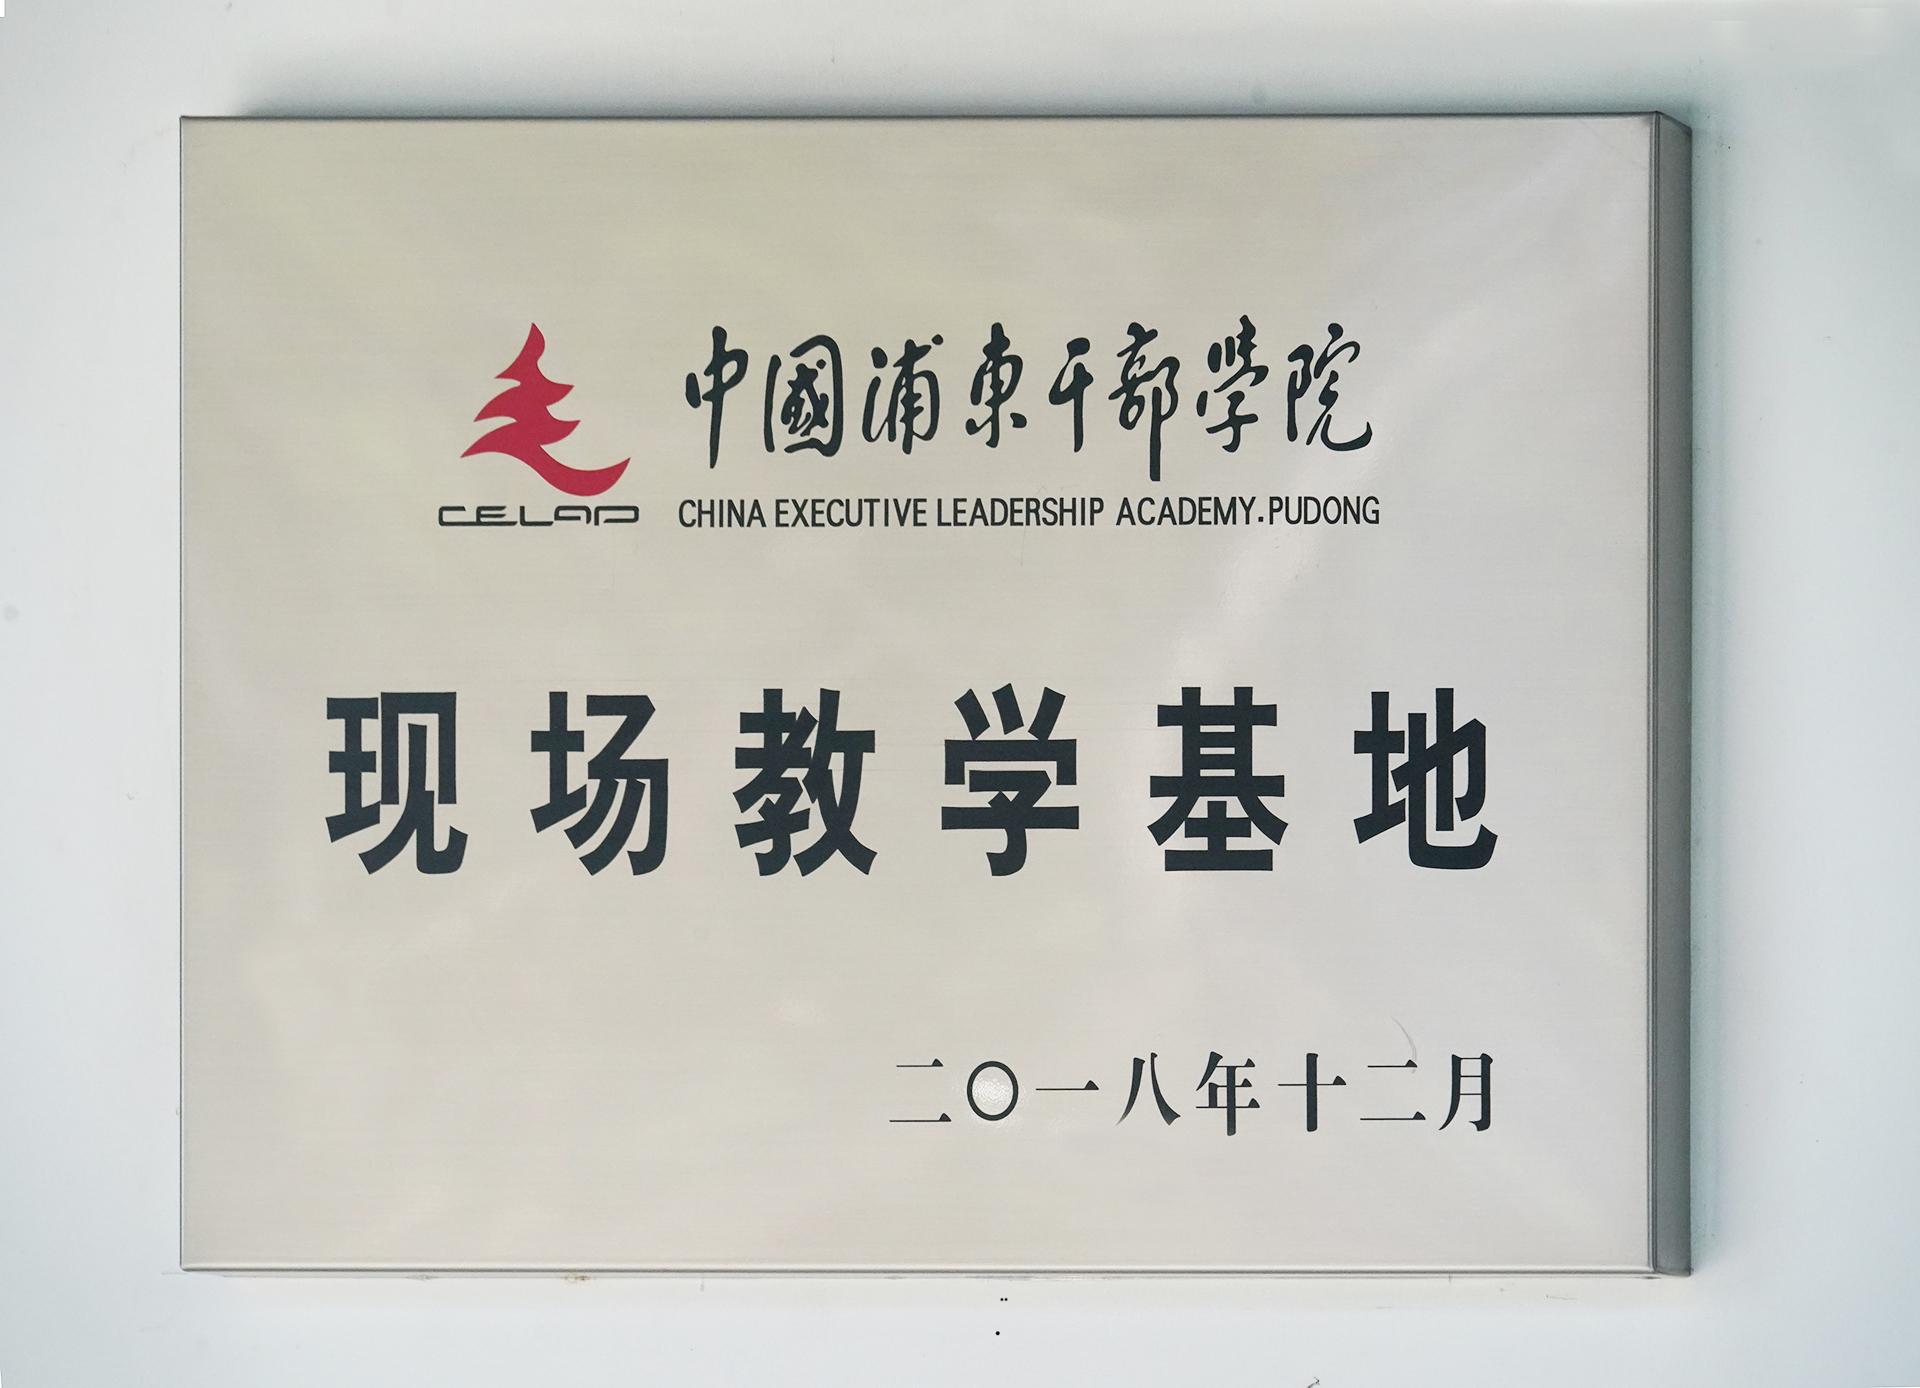 中國浦東干部學院
CELAP CHINA EXECUTIVE LEADERSHIP ACADEMY.PUDONG
现场教学基地
二〇一八年十二月